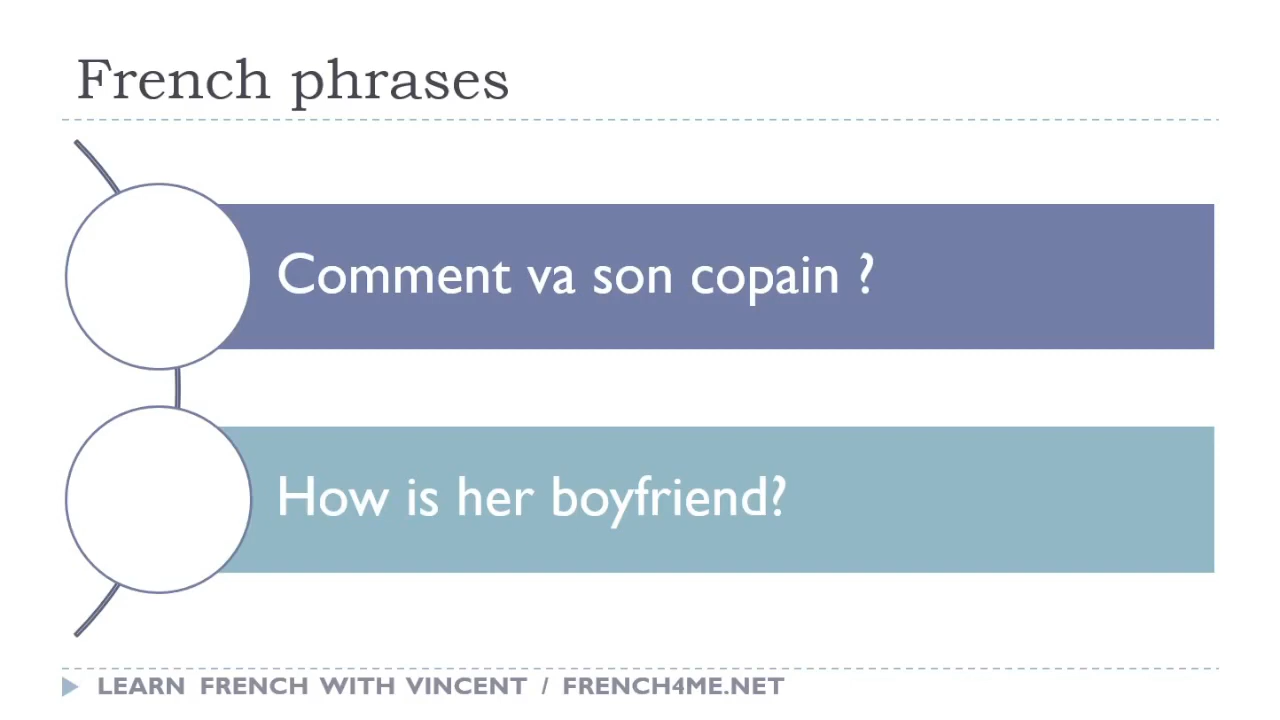 French phrases
Comment va son copain ?
How is her boyfriend?
LEARN FRENCH WITH VINCENT / FRENCH4ME.NET